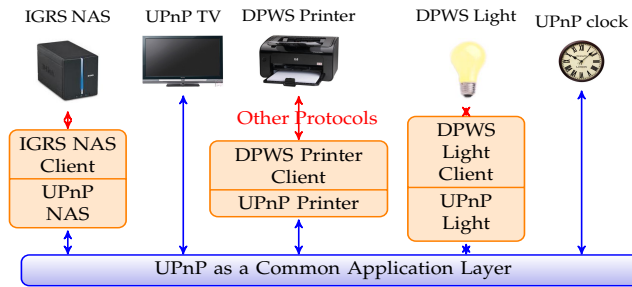 IGRS NAS
UPnP TV
DPWS Printer
DPWS Light
UPnP clock
Other Protocols
IGRS NAS
Client
UPnP
NAS
DPWS Printer
Client
UPnP Printer
DPWS
Light
Client
UPnP
Light
UPnP as a Common Application Layer